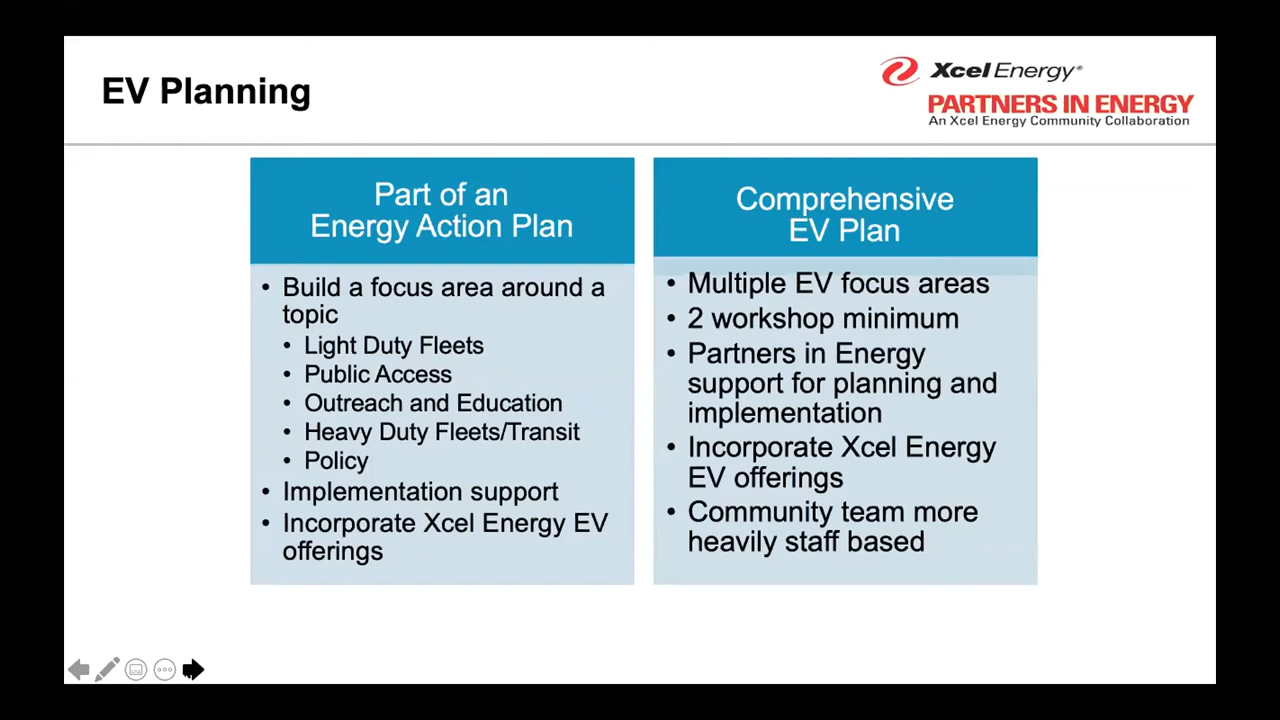 EV Planning
Xcel Energy®
PARTNERS IN ENERGY
An Xcel Energy Community Collaboration
Part of an
Energy Action Plan
• Build a focus area around a
topic
• Light Duty Fleets
• Public Access
• Outreach and Education
• Heavy Duty Fleets/Transit
• Policy
• Implementation support
• Incorporate Xcel Energy EV
offerings
Comprehensive
EV Plan
• Multiple EV focus areas
• 2 workshop minimum
• Partners in Energy
support for planning and
implementation
• Incorporate Xcel Energy
EV offerings
• Community team more
heavily staff based